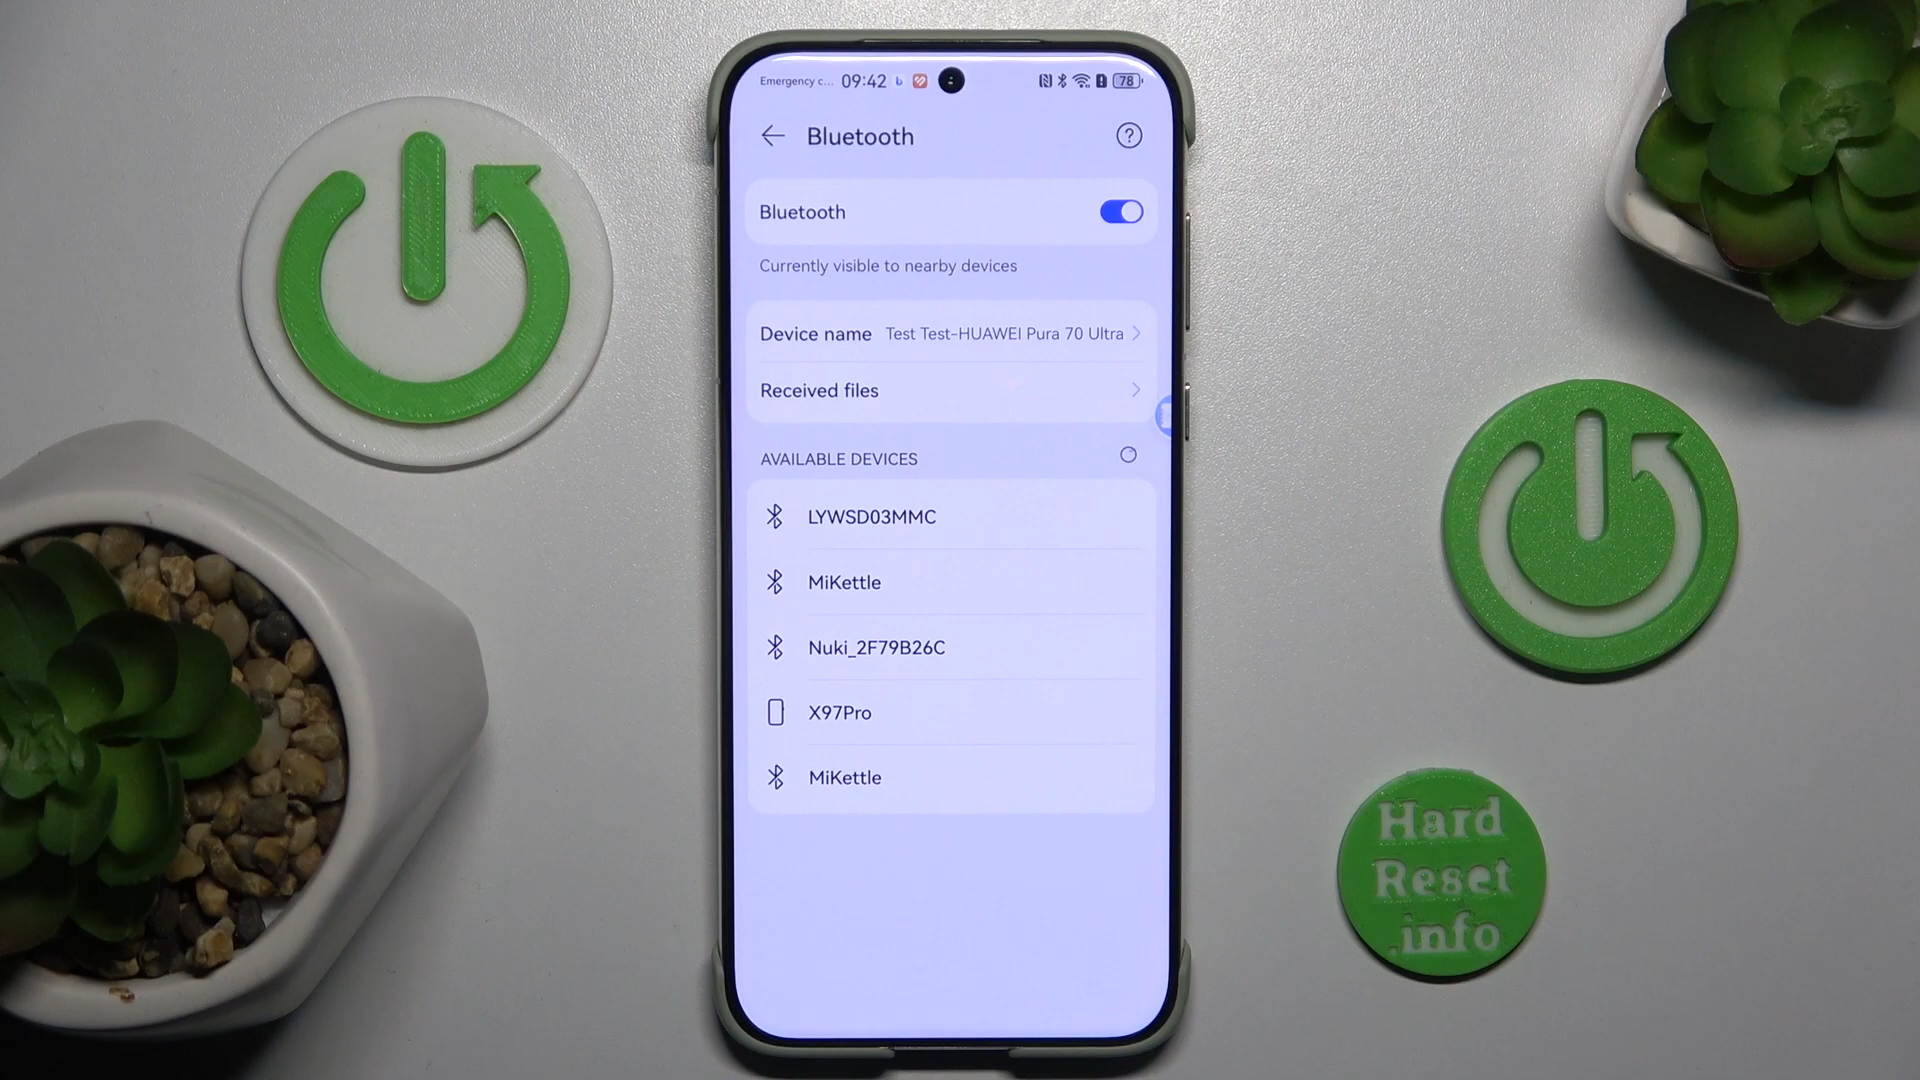 Emergency c... 09:42 78
Bluetooth
Bluetooth
Currently visible to nearby devices
Device name Test Test-HUAWEI Pura 70 Ultra
Received files
AVAILABLE DEVICES
LYWSD03MMC
MiKettle
Nuki_2F79B26C
X97Pro
MiKettle
Hard
Reset
.info